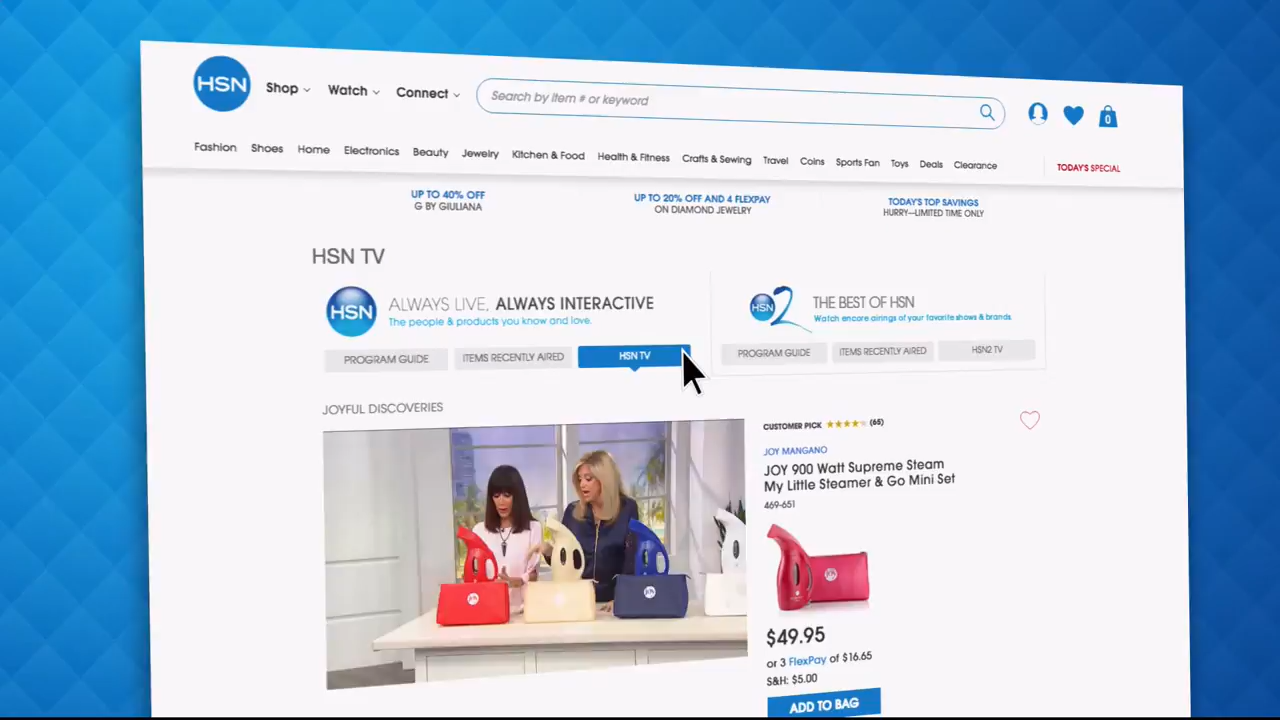 HSN
Shop
Watch
Connect
Search by item # or keyword
0
Fashion
Shoes
Home
Electronics
Beauty
Jewelry
Kitchen & Food
Health & Fitness
Crafts & Sewing
Travel
Coins
Sports Fan
Toys
Deals
Clearance
TODAY'S SPECIAL
UP TO 40% OFF
G BY GIULIANA
UP TO 20% OFF AND 4 FLEXPAY
ON DIAMOND JEWELRY
TODAY'S TOP SAVINGS
HURRY—LIMITED TIME ONLY
HSN TV
HSN
ALWAYS LIVE, ALWAYS INTERACTIVE
The people & products you know and love.
PROGRAM GUIDE
ITEMS RECENTLY AIRED
HSN TV
HSN2
THE BEST OF HSN
Watch encore airings of your favorite shows & brands.
PROGRAM GUIDE
ITEMS RECENTLY AIRED
HSN2 TV
JOYFUL DISCOVERIES
CUSTOMER PICK
(65)
JOY MANGANO
JOY 900 Watt Supreme Steam
My Little Steamer & Go Mini Set
469-651
$49.95
or 3 FlexPay of $16.65
S&H: $5.00
ADD TO BAG